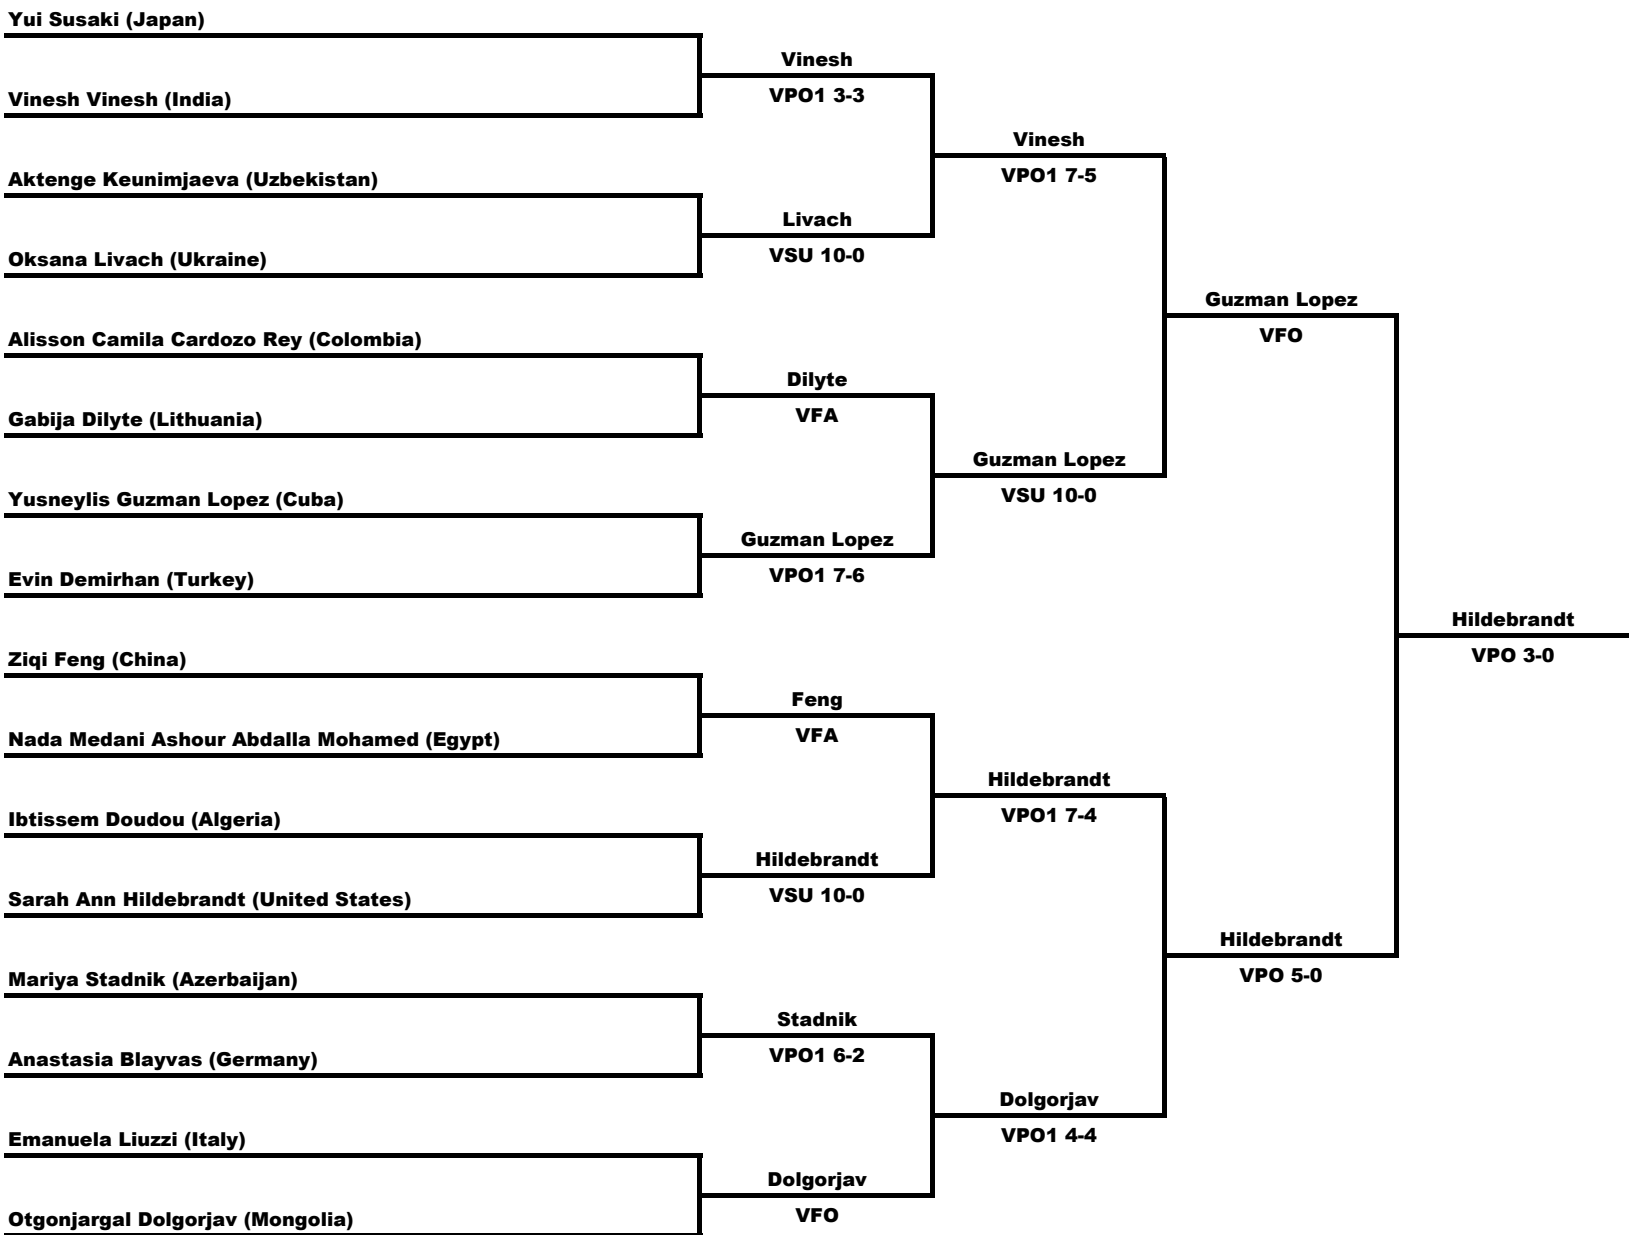 Yui Susaki (Japan)
Vinesh
VPO1 3-3
Vinesh Vinesh (India)
Vinesh
VPO1 7-5
Aktenge Keunimjaeva (Uzbekistan)
Livach
VSU 10-0
Oksana Livach (Ukraine)
Guzman Lopez
VFO
Alisson Camila Cardozo Rey (Colombia)
Dilyte
VFA
Gabija Dilyte (Lithuania)
Guzman Lopez
VSU 10-0
Yusneylis Guzman Lopez (Cuba)
Guzman Lopez
VPO1 7-6
Evin Demirhan (Turkey)
Hildebrandt
VPO 3-0
Ziqi Feng (China)
Feng
VFA
Nada Medani Ashour Abdalla Mohamed (Egypt)
Hildebrandt
VPO1 7-4
Ibtissem Doudou (Algeria)
Hildebrandt
VSU 10-0
Sarah Ann Hildebrandt (United States)
Hildebrandt
VPO 5-0
Mariya Stadnik (Azerbaijan)
Stadnik
VPO1 6-2
Anastasia Blayvas (Germany)
Dolgorjav
VPO1 4-4
Emanuela Liuzzi (Italy)
Dolgorjav
VFO
Otgonjargal Dolgorjav (Mongolia)